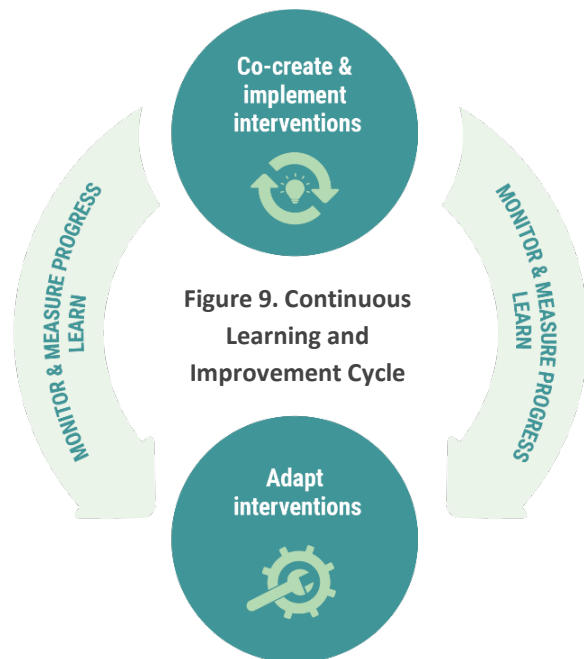 Co-create &
implement
interventions
MONITOR & MEASURE PROGRESS
LEARN
Figure 9. Continuous
Learning and
Improvement Cycle
MONITOR & MEASURE PROGRESS
LEARN
Adapt
interventions